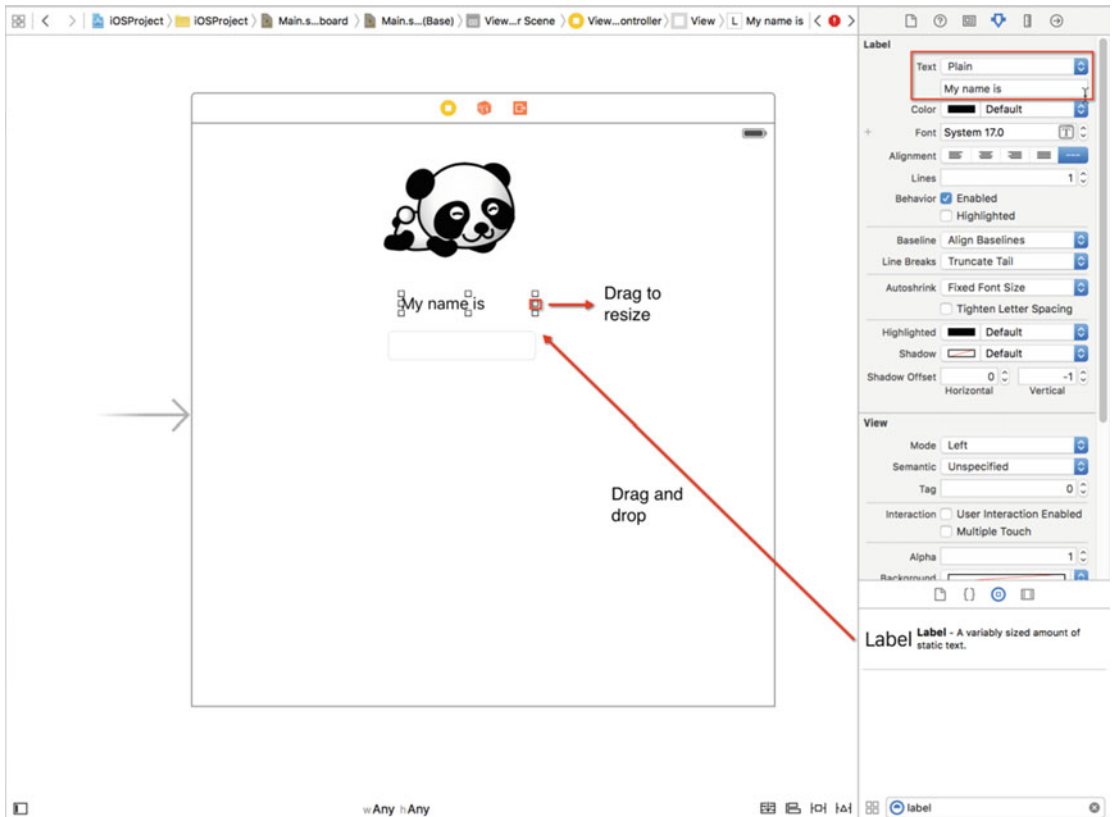 iOSProject iOSProject Main.s...board Main.s...(Base) View...r Scene View...ontroller View L My name is
Label
Text Plain
My name is
Color Default
Font System 17.0 T
Alignment
Lines 1
Behavior Enabled
Highlighted
Baseline Align Baselines
Line Breaks Truncate Tail
Autoshrink Fixed Font Size
Tighten Letter Spacing
Highlighted Default
Shadow Default
Shadow Offset 0 -1
Horizontal Vertical
View
Mode Left
Semantic Unspecified
Tag 0
Interaction User Interaction Enabled
Multiple Touch
Alpha 1
Background
My name is
Drag to
resize
Drag and
drop
Label Label - A variably sized amount of
static text.
wAny hAny
label